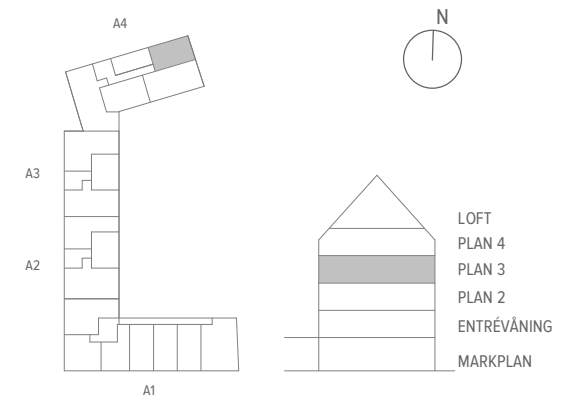 A4
N
A3
A2
A1
LOFT
PLAN 4
PLAN 3
PLAN 2
ENTRÉVÅNING
MARKPLAN